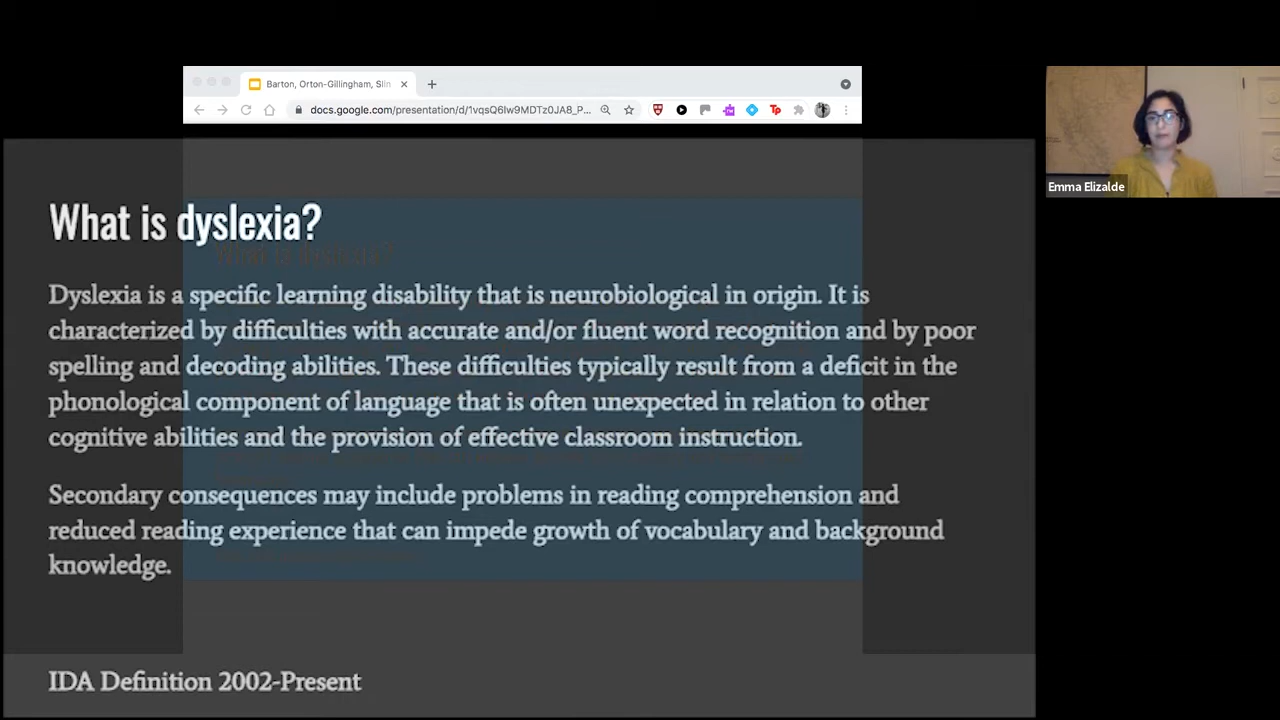 Barton, Orton-Gillingham, Slin
docs.google.com/presentation/d/1vqsQ6Iw9MDTz0JA8_P...
Tp
Emma Elizalde
What is dyslexia?
What is dyslexia?
Dyslexia is a specific learning disability that is neurobiological in origin. It is
characterized by difficulties with accurate and/or fluent word recognition and by poor
spelling and decoding abilities. These difficulties typically result from a deficit in the
phonological component of language that is often unexpected in relation to other
cognitive abilities and the provision of effective classroom instruction.
Secondary consequences may include problems in reading comprehension and
reduced reading experience that can impede growth of vocabulary and background
knowledge.
IDA Definition 2002-Present